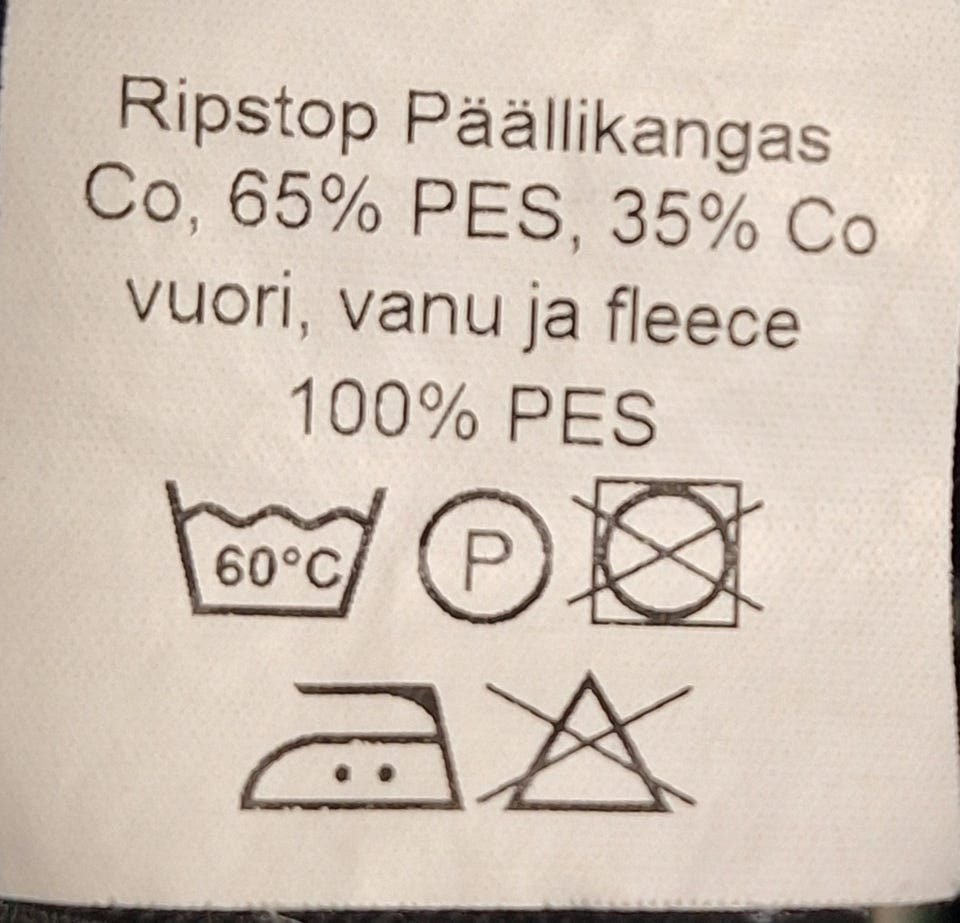 Ripstop Päällikangas
Co, 65% PES, 35% Co
vuori, vanu ja fleece
100% PES
60°C P